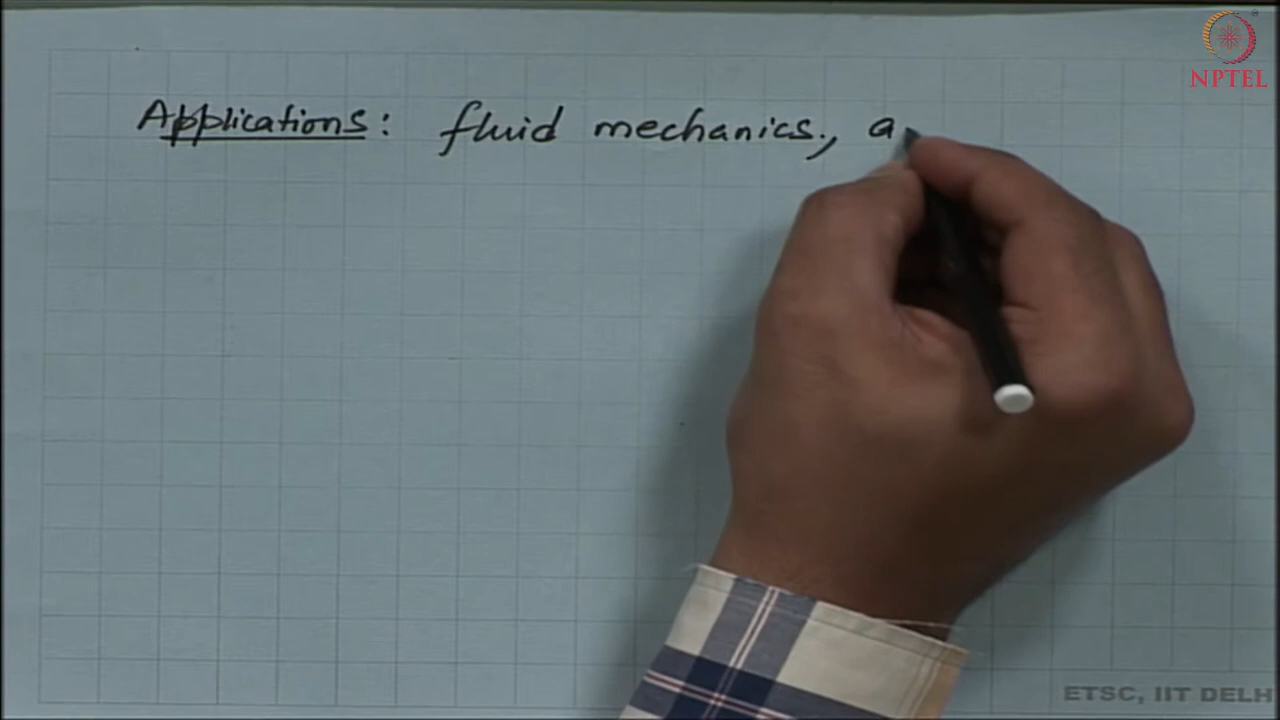 NPTEL
Applications: fluid mechanics., a
ETSC, IIT DELH